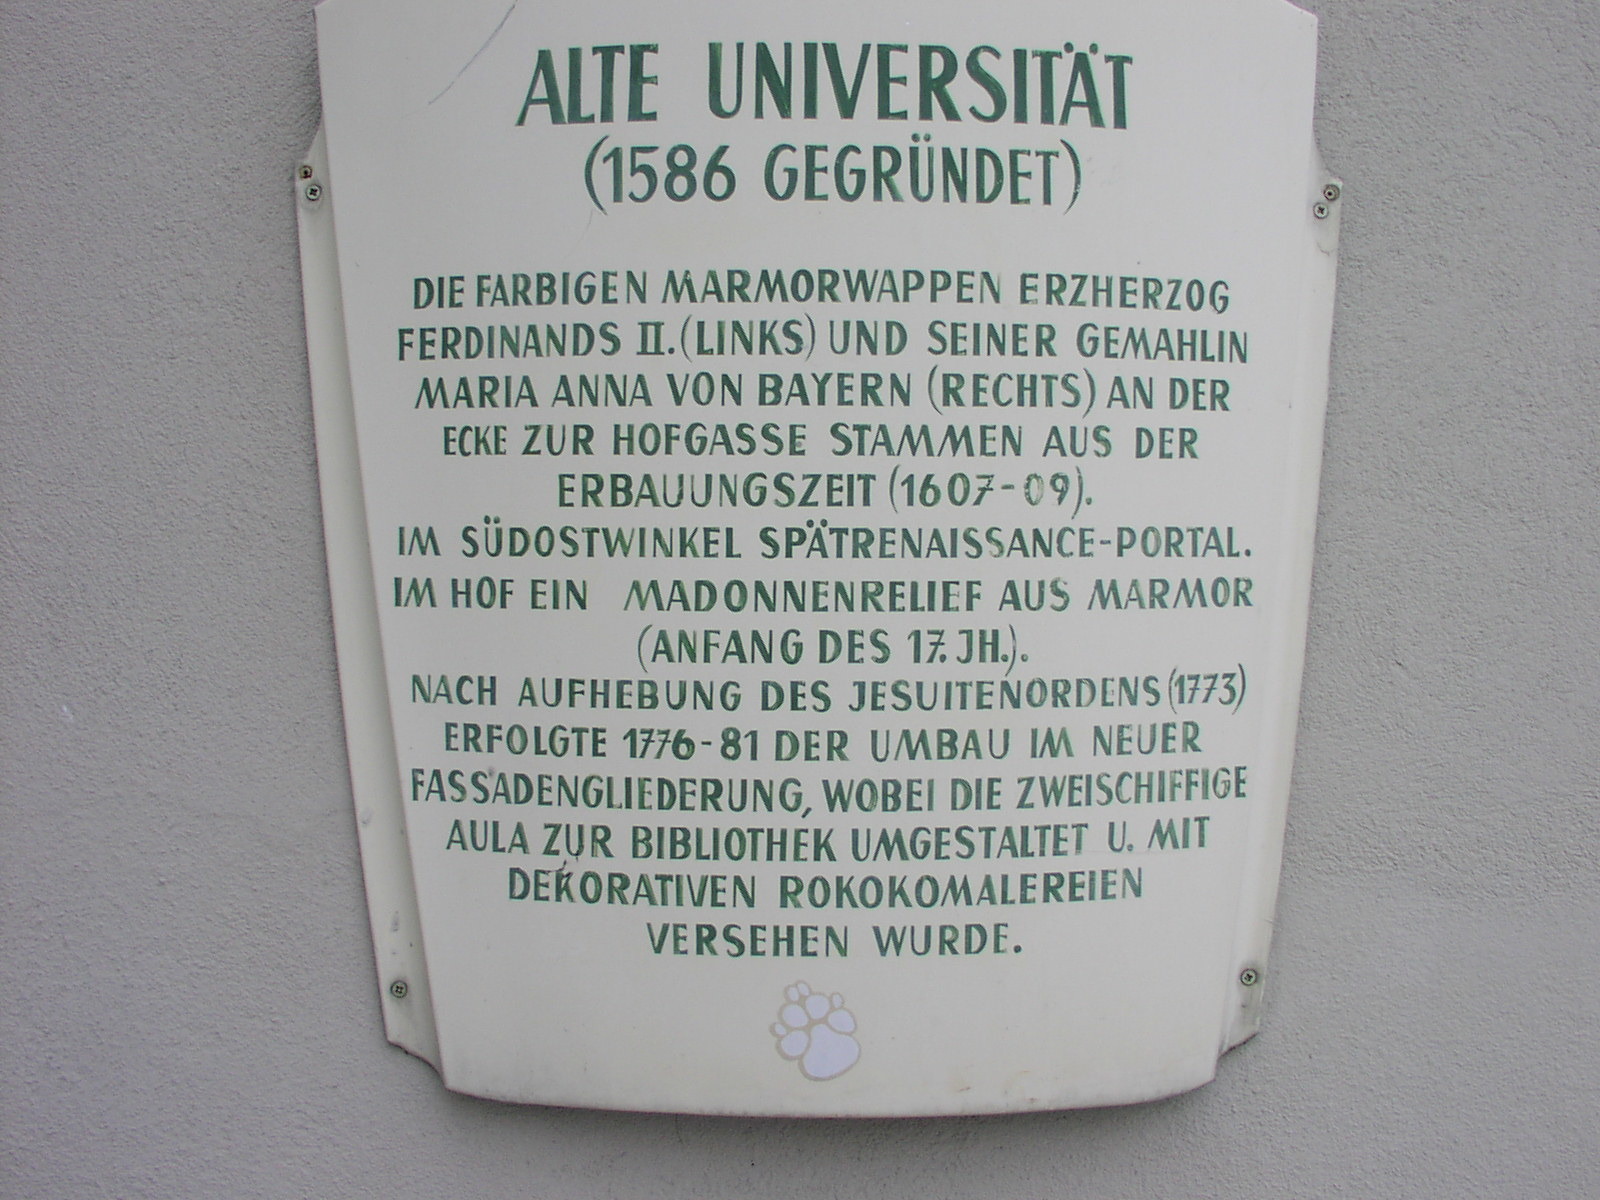 ALTE UNIVERSITÄT
(1586 GEGRÜNDET)
DIE FARBIGEN MARMORWAPPEN ERZHERZOG
FERDINANDS II. (LINKS) UND SEINER GEMAHLIN
MARIA ANNA VON BAYERN (RECHTS) AN DER
ECKE ZUR HOFGASSE STAMMEN AUS DER
ERBAUUNGSZEIT (1607-09).
IM SÜDOSTWINKEL SPÄTRENAISSANCE-PORTAL.
IM HOF EIN MADONNENRELIEF AUS MARMOR
(ANFANG DES 17. JH.).
NACH AUFHEBUNG DES JESUITENORDENS (1773)
ERFOLGTE 1776-81 DER UMBAU IM NEUER
FASSADENGLIEDERUNG, WOBEI DIE ZWEISCHIFFIGE
AULA ZUR BIBLIOTHEK UMGESTALTET U. MIT
DEKORATIVEN ROKOKOMALEREIEN
VERSEHEN WURDE.